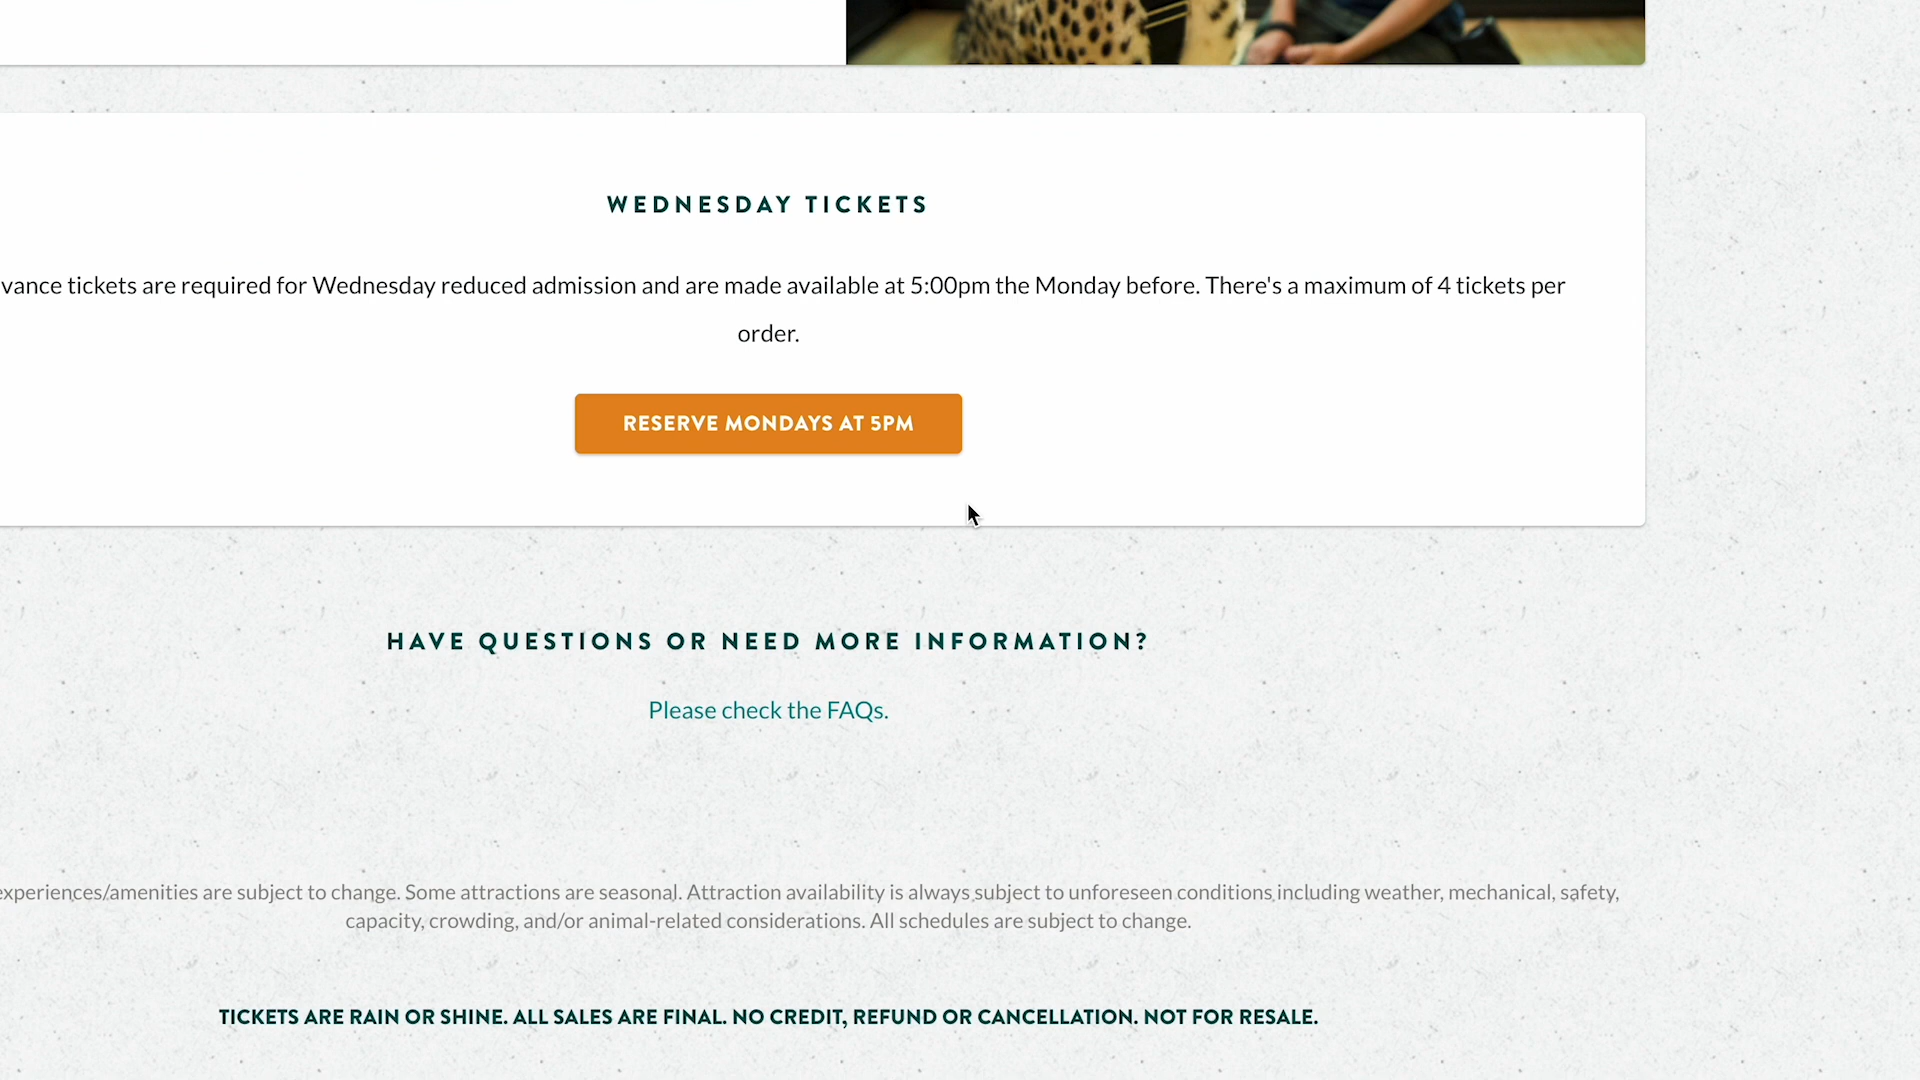 WEDNESDAY TICKETS
vance tickets are required for Wednesday reduced admission and are made available at 5:00pm the Monday before. There's a maximum of 4 tickets per
order.
RESERVE MONDAYS AT 5PM
HAVE QUESTIONS OR NEED MORE INFORMATION?
Please check the FAQs.
experiences/amenities are subject to change. Some attractions are seasonal. Attraction availability is always subject to unforeseen conditions including weather, mechanical, safety,
capacity, crowding, and/or animal-related considerations. All schedules are subject to change.
TICKETS ARE RAIN OR SHINE. ALL SALES ARE FINAL. NO CREDIT, REFUND OR CANCELLATION. NOT FOR RESALE.